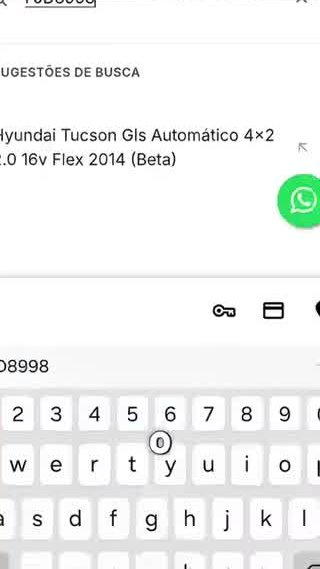 UGESTÕES DE BUSCA
Hyundai Tucson Gls Automático 4x2
2.0 16v Flex 2014 (Beta)
D8998
2 3 4 5 6 7 8 9
0
w e r t y u i o p
a s d f g h j k l